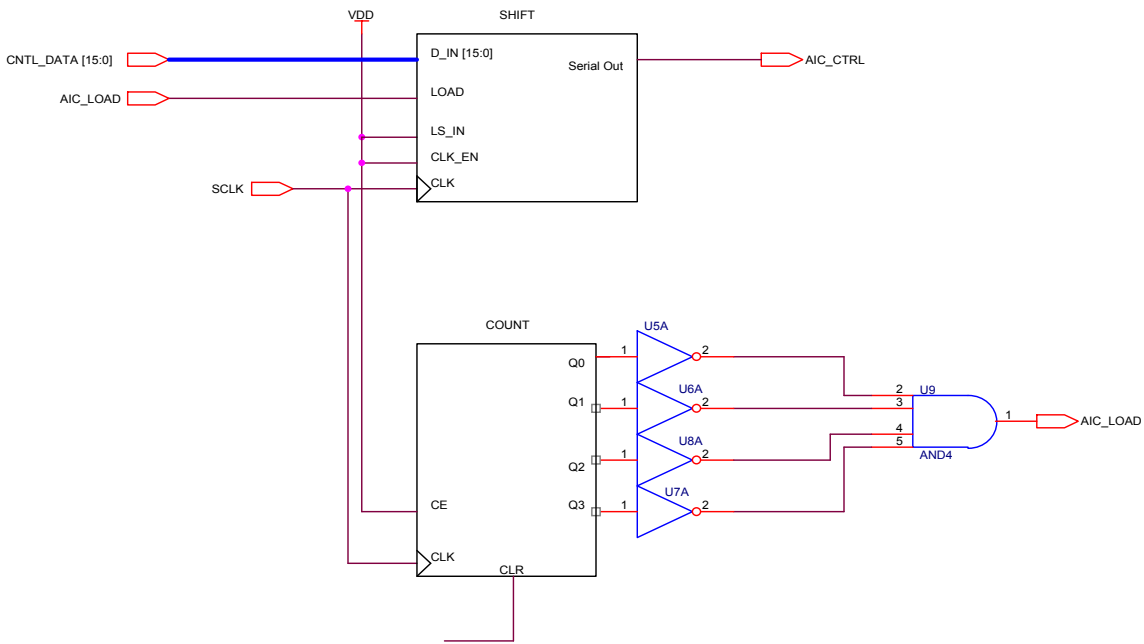 VDD
SHIFT
CNTL_DATA [15:0]
D_IN [15:0]
Serial Out
AIC_CTRL
AIC_LOAD
LOAD
LS_IN
CLK_EN
SCLK
CLK
COUNT
U5A
Q0
1
2
U6A
Q1
1
2
U8A
Q2
1
2
U7A
Q3
1
2
2
U9
3
4
5
1
AIC_LOAD
AND4
CE
CLK
CLR